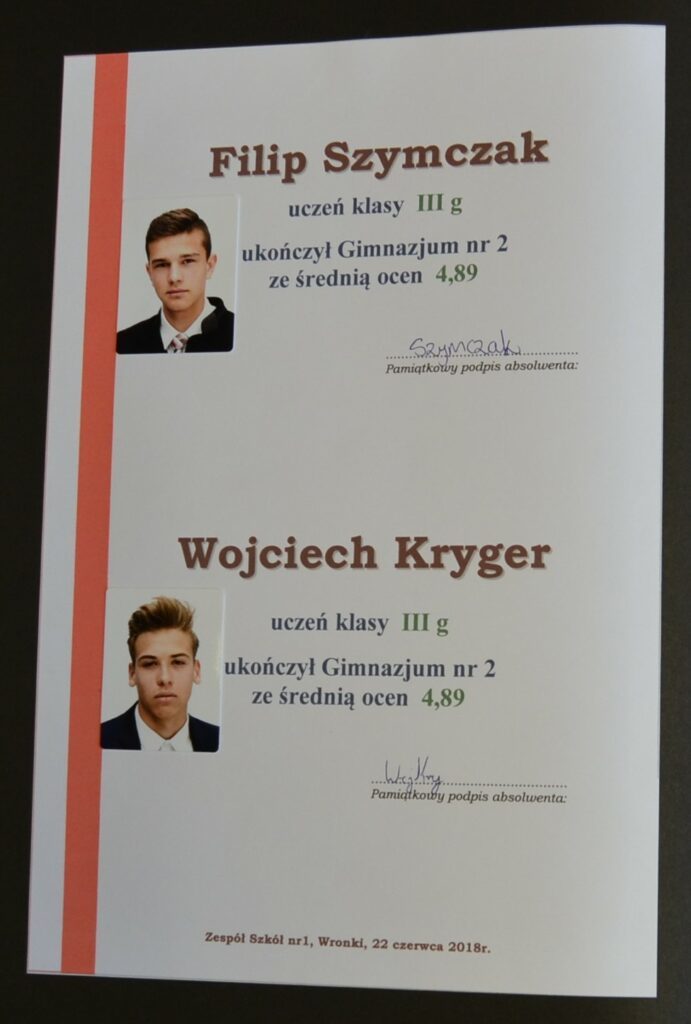 Filip Szymczak
uczeń klasy III g
ukończył Gimnazjum nr 2
ze średnią ocen 4,89
Szymczak
Pamiątkowy podpis absolwenta:
Wojciech Kryger
uczeń klasy III g
ukończył Gimnazjum nr 2
ze średnią ocen 4,89
Pamiątkowy podpis absolwenta:
Zespół Szkół nr1, Wronki, 22 czerwca 2018r.